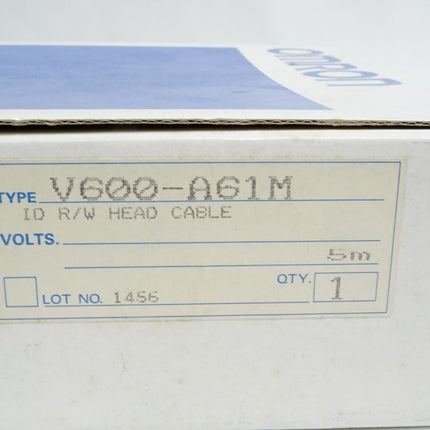 OMRON
TYPE V600-A61M
ID R/W HEAD CABLE
VOLTS.
5m
QTY. 1
LOT NO. 1456